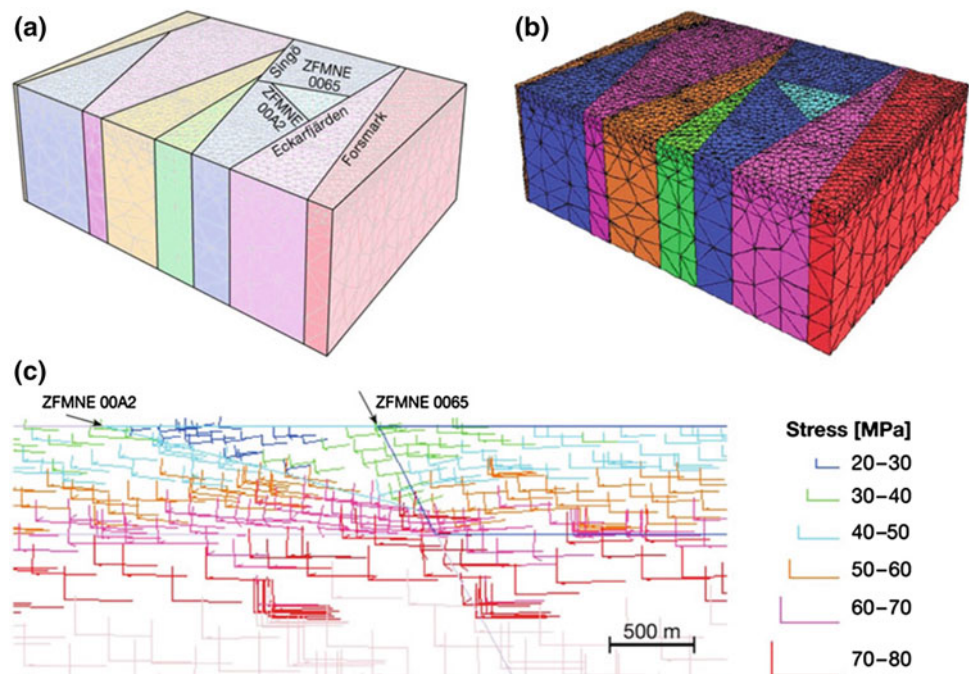 (a)
Singö
ZFMNE
0065
ZFMNE
00A2
Eckarfjärden
Forsmark
(b)
(c)
ZFMNE 00A2
ZFMNE 0065
500 m
Stress [MPa]
20–30
30–40
40–50
50–60
60–70
70–80